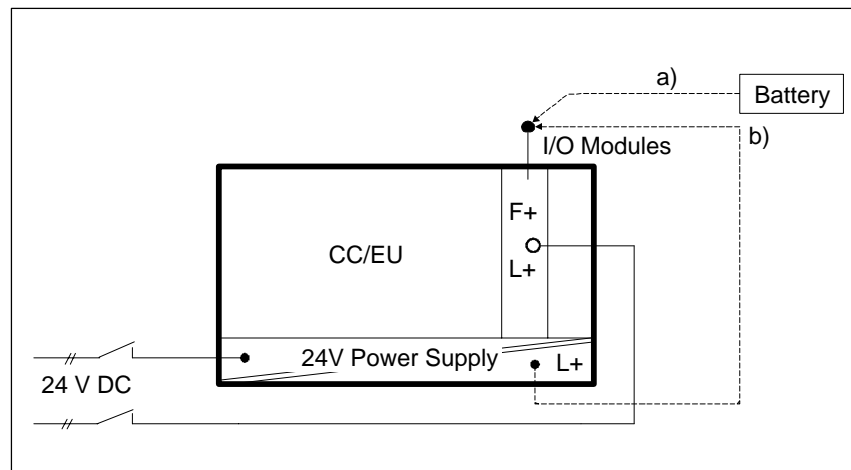 a)
Battery
b)
I/O Modules
F+
CC/EU
L+
24V Power Supply
L+
24 V DC